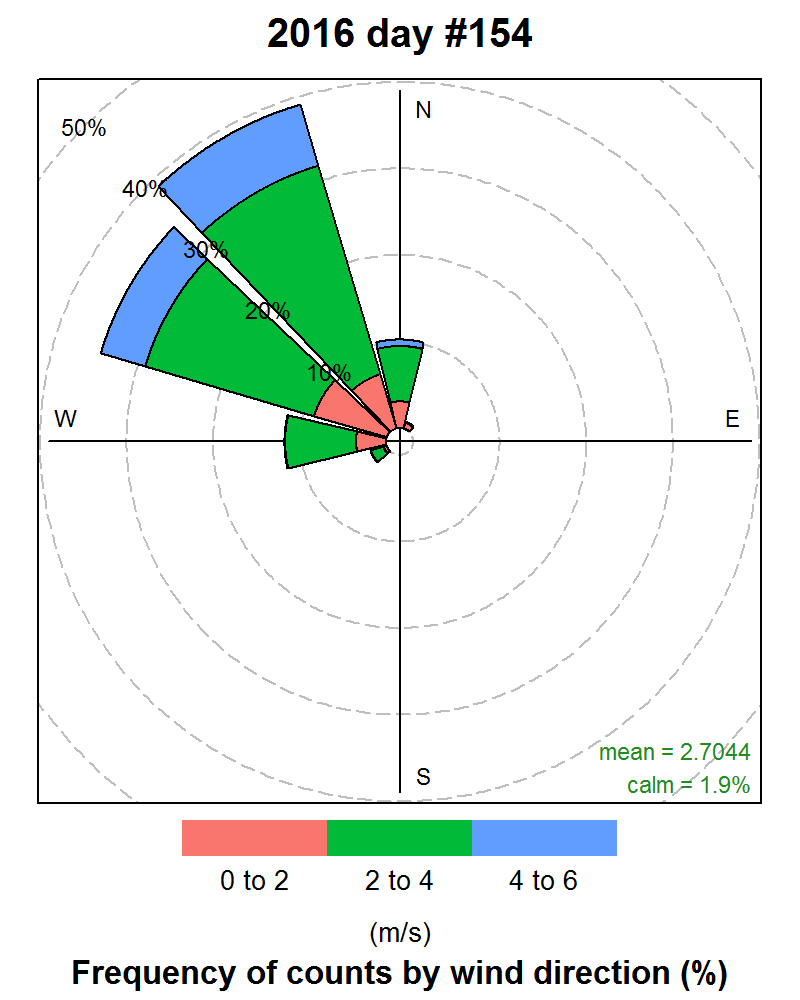 2016 day #154
N
50%
40%
30%
20%
10%
W
E
mean = 2.7044
S
calm = 1.9%
0 to 2 2 to 4 4 to 6
(m/s)
Frequency of counts by wind direction (%)